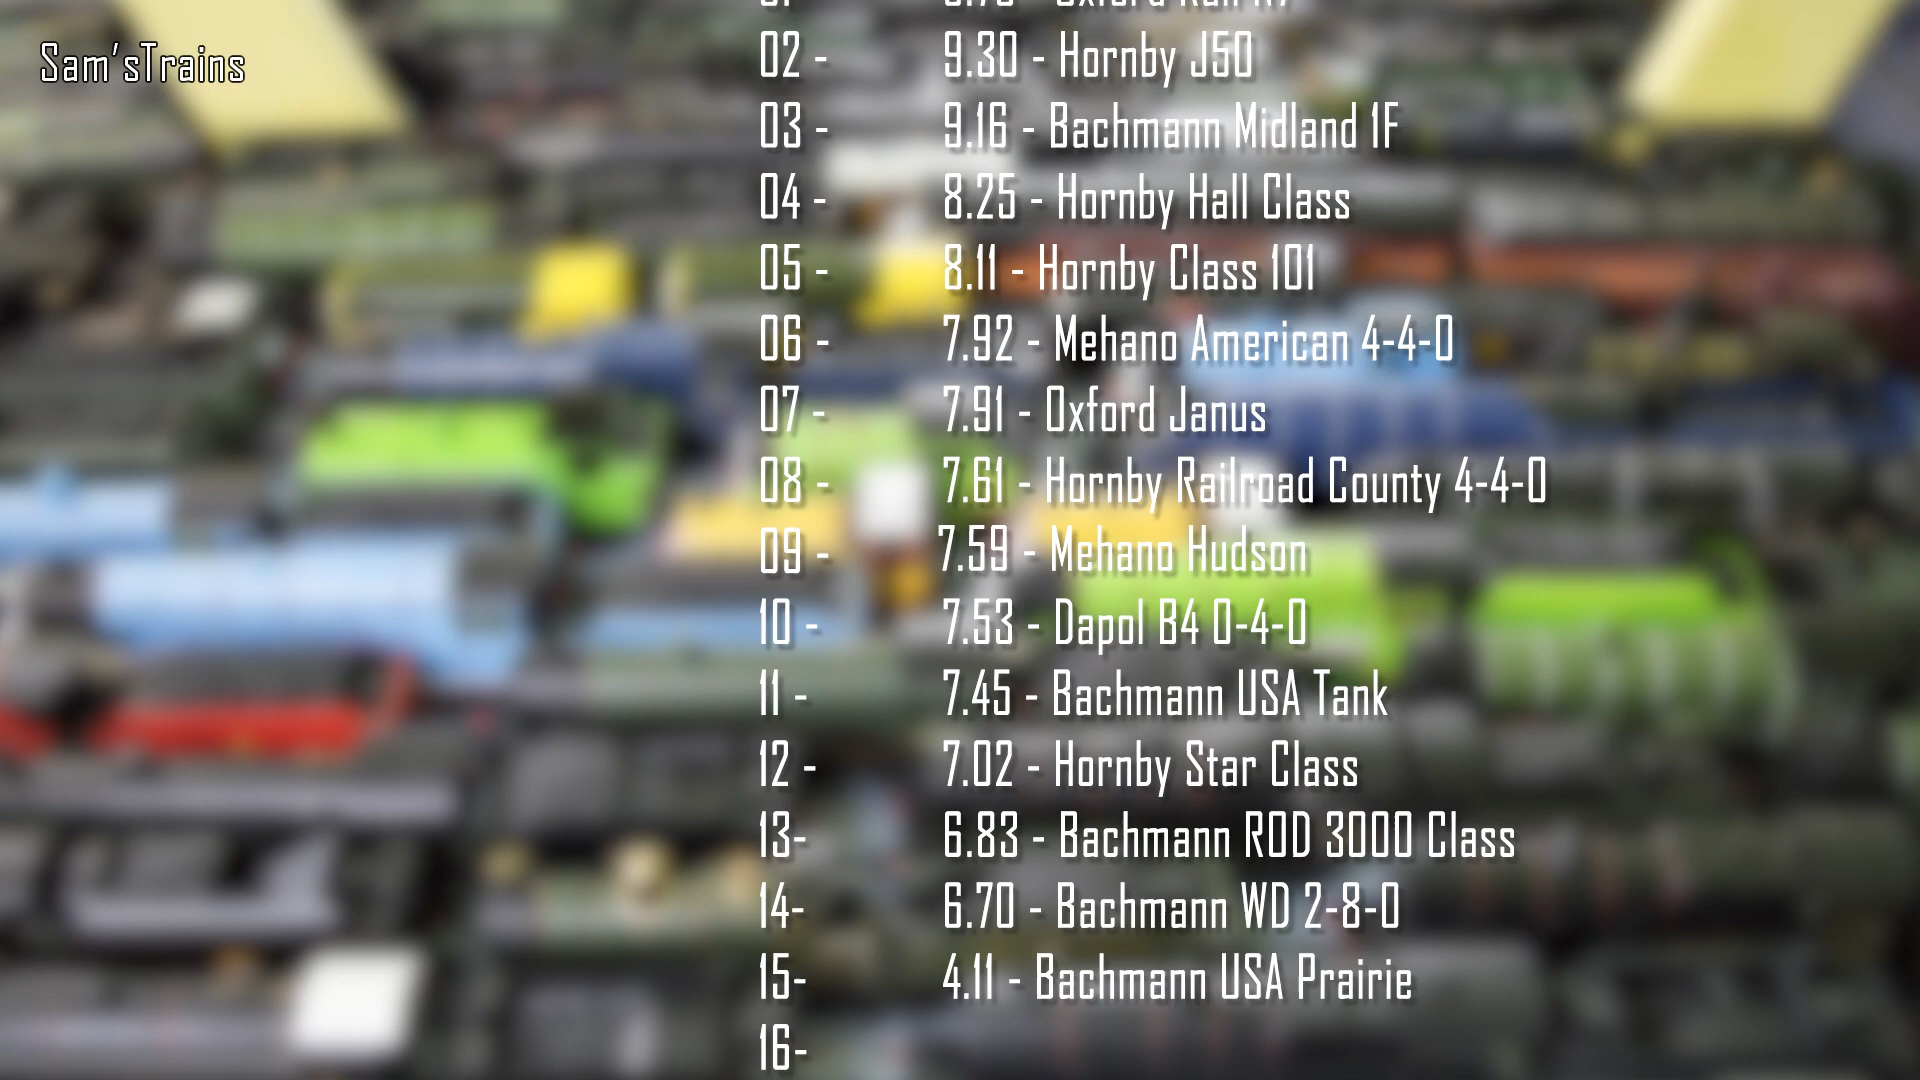 Sam'sTrains
02 - 9.30 - Hornby J50
03 - 9.16 - Bachmann Midland 1F
04 - 8.25 - Hornby Hall Class
05 - 8.11 - Hornby Class 101
06 - 7.92 - Mehano American 4-4-0
07 - 7.91 - Oxford Janus
08 - 7.61 - Hornby Railroad County 4-4-0
09 - 7.59 - Mehano Hudson
10 - 7.53 - Dapol B4 0-4-0
11 - 7.45 - Bachmann USA Tank
12 - 7.02 - Hornby Star Class
13- 6.83 - Bachmann ROD 3000 Class
14- 6.70 - Bachmann WD 2-8-0
15- 4.11 - Bachmann USA Prairie
16-